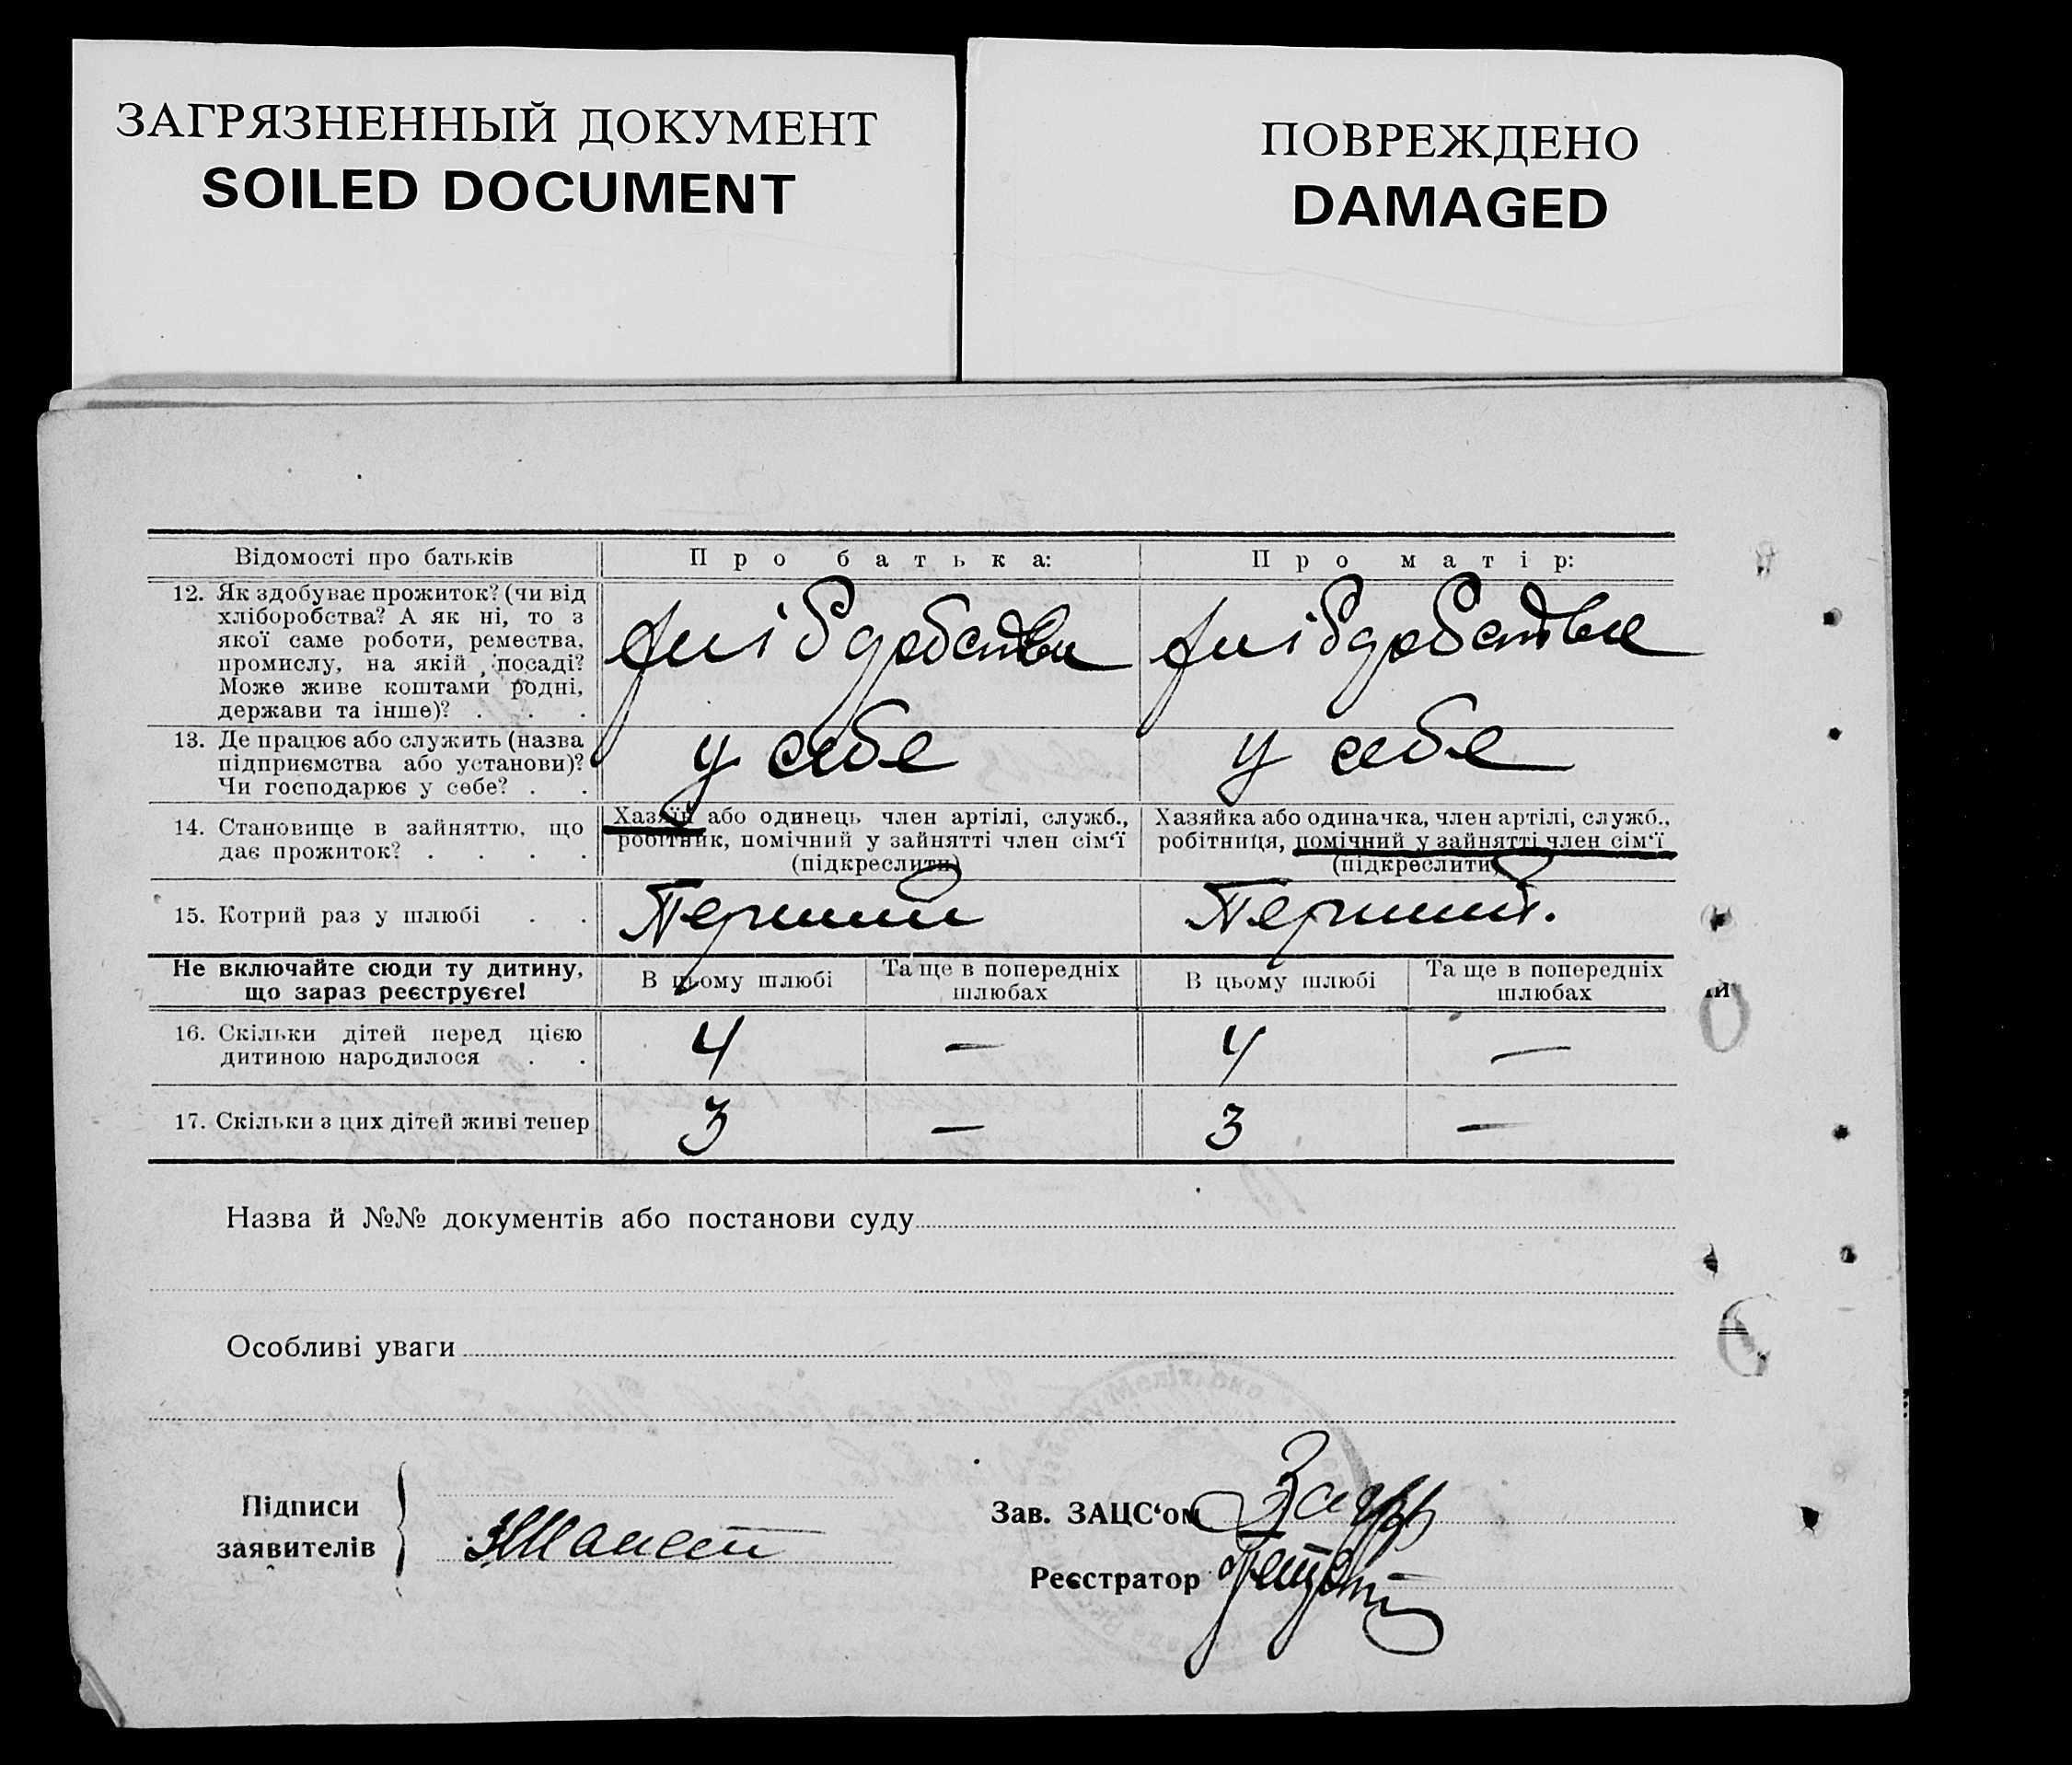 ЗАГРЯЗНЕННЫЙ ДОКУМЕНТ
SOILED DOCUMENT
ПОВРЕЖДЕНО
DAMAGED
Відомості про батьків
Про батька:
Про матір:
12. Як здобуває прожиток? (чи від
хліборобства? А як ні, то з
якої саме роботи, ремества,
промислу, на якій посаді?
Може живе коштами родні,
держави та інше)? . . .
13. Де працює або служить (назва
підприємства або установи)?
Чи господарює у себе? . .
у себе
у себе
14. Становище в зайняттю, що
дає прожиток? . . . .
Хазяїн або одинець член артілі, служб.,
робітник, помічний у зайнятті член сім‘ї
(підкреслити)
Хазяйка або одиначка, член артілі, служб.,
робітниця, помічний у зайнятті член сім‘ї
(підкреслити)
15. Котрий раз у шлюбі . .
Перший
Перший.
Не включайте сюди ту дитину,
що зараз реєструєте!
В цьому шлюбі
Та ще в попередніх
шлюбах
В цьому шлюбі
Та ще в попередніх
шлюбах
16. Скільки дітей перед цією
дитиною народилося . .
4 — 4 —
17. Скільки з цих дітей живі тепер
3 — 3 —
Назва й №№ документів або постанови суду
Особливі уваги
Підписи
заявителів
Зав. ЗАЦС‘ом
Реєстратор